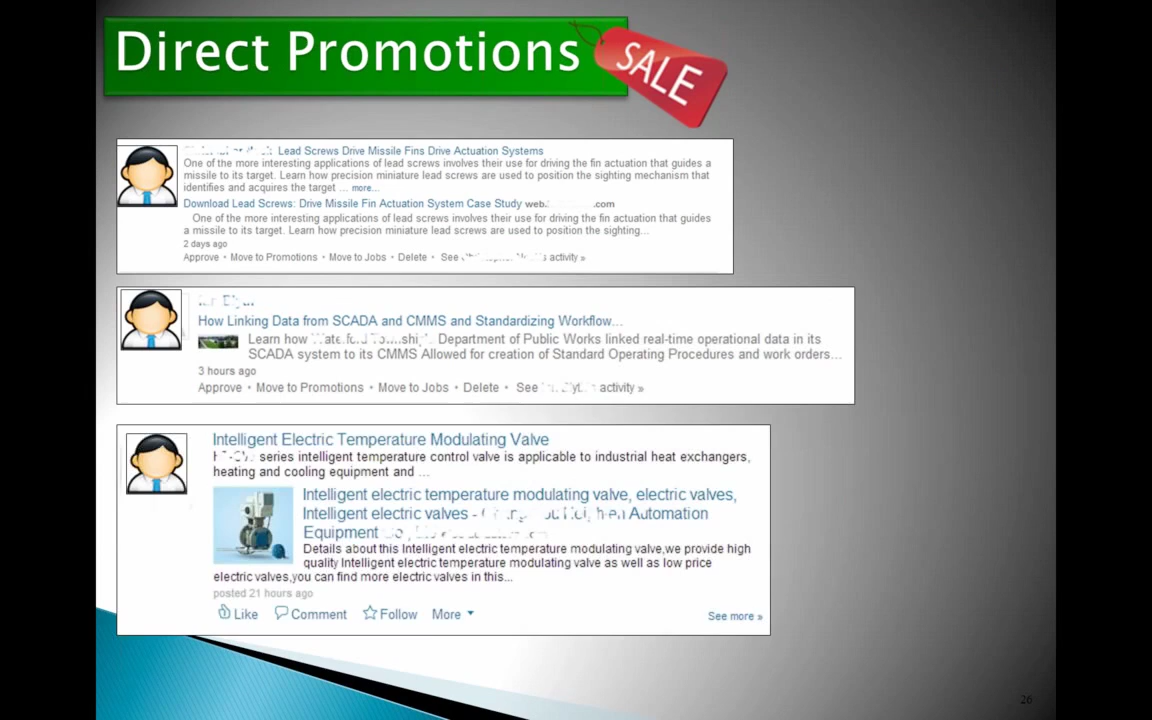 Direct Promotions
SALE
Lead Screws Drive Missile Fins Drive Actuation Systems
One of the more interesting applications of lead screws involves their use for driving the fin actuation that guides a
missile to its target. Learn how precision miniature lead screws are used to position the sighting mechanism that
identifies and acquires the target ... more...
Download Lead Screws: Drive Missile Fin Actuation System Case Study web. .com
One of the more interesting applications of lead screws involves their use for driving the fin actuation that guides
a missile to its target. Learn how precision miniature lead screws are used to position the sighting...
2 days ago
Approve • Move to Promotions • Move to Jobs • Delete • See activity »
How Linking Data from SCADA and CMMS and Standardizing Workflow...
Learn how Department of Public Works linked real-time operational data in its
SCADA system to its CMMS Allowed for creation of Standard Operating Procedures and work orders...
3 hours ago
Approve • Move to Promotions • Move to Jobs • Delete • See activity »
Intelligent Electric Temperature Modulating Valve
series intelligent temperature control valve is applicable to industrial heat exchangers,
heating and cooling equipment and ...
Intelligent electric temperature modulating valve, electric valves,
Intelligent electric valves - Automation
Equipment
Details about this Intelligent electric temperature modulating valve,we provide high
quality Intelligent electric temperature modulating valve as well as low price
electric valves,you can find more electric valves in this...
posted 21 hours ago
Like Comment Follow More
See more »
26